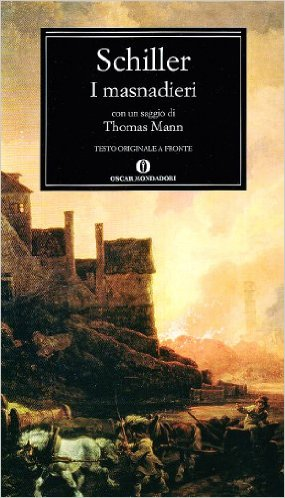 Schiller
I masnadieri
con un saggio di
Thomas Mann
TESTO ORIGINALE A FRONTE
OSCAR MONDADORI